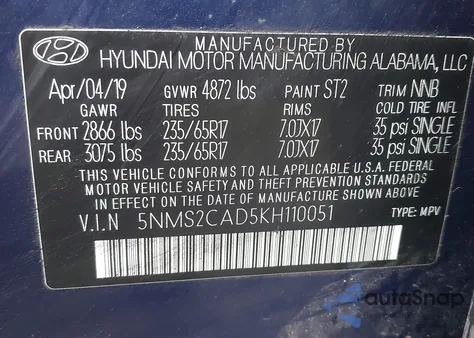 MANUFACTURED BY
HYUNDAI MOTOR MANUFACTURING ALABAMA, LLC
Apr/04/19 GVWR 4872 lbs PAINT ST2 TRIM NNB
GAWR TIRES RIMS COLD TIRE INFL
FRONT 2866 lbs 235/65R17 7.0JX17 35 psi SINGLE
REAR 3075 lbs 235/65R17 7.0JX17 35 psi SINGLE
THIS VEHICLE CONFORMS TO ALL APPLICABLE U.S.A. FEDERAL
MOTOR VEHICLE SAFETY AND THEFT PREVENTION STANDARDS
IN EFFECT ON THE DATE OF MANUFACTURE SHOWN ABOVE
V.I.N 5NMS2CAD5KH110051 TYPE: MPV
autoSnap